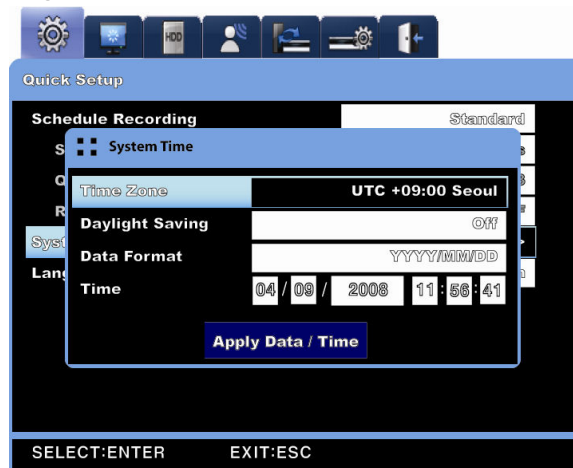 HDD
Quick Setup
Schedule Recording Standard
System Time
Time Zone UTC +09:00 Seoul
Daylight Saving Off
Data Format YYYY/MM/DD
Time 04 / 09 / 2008 11 : 56 : 41
Apply Data / Time
SELECT:ENTER EXIT:ESC